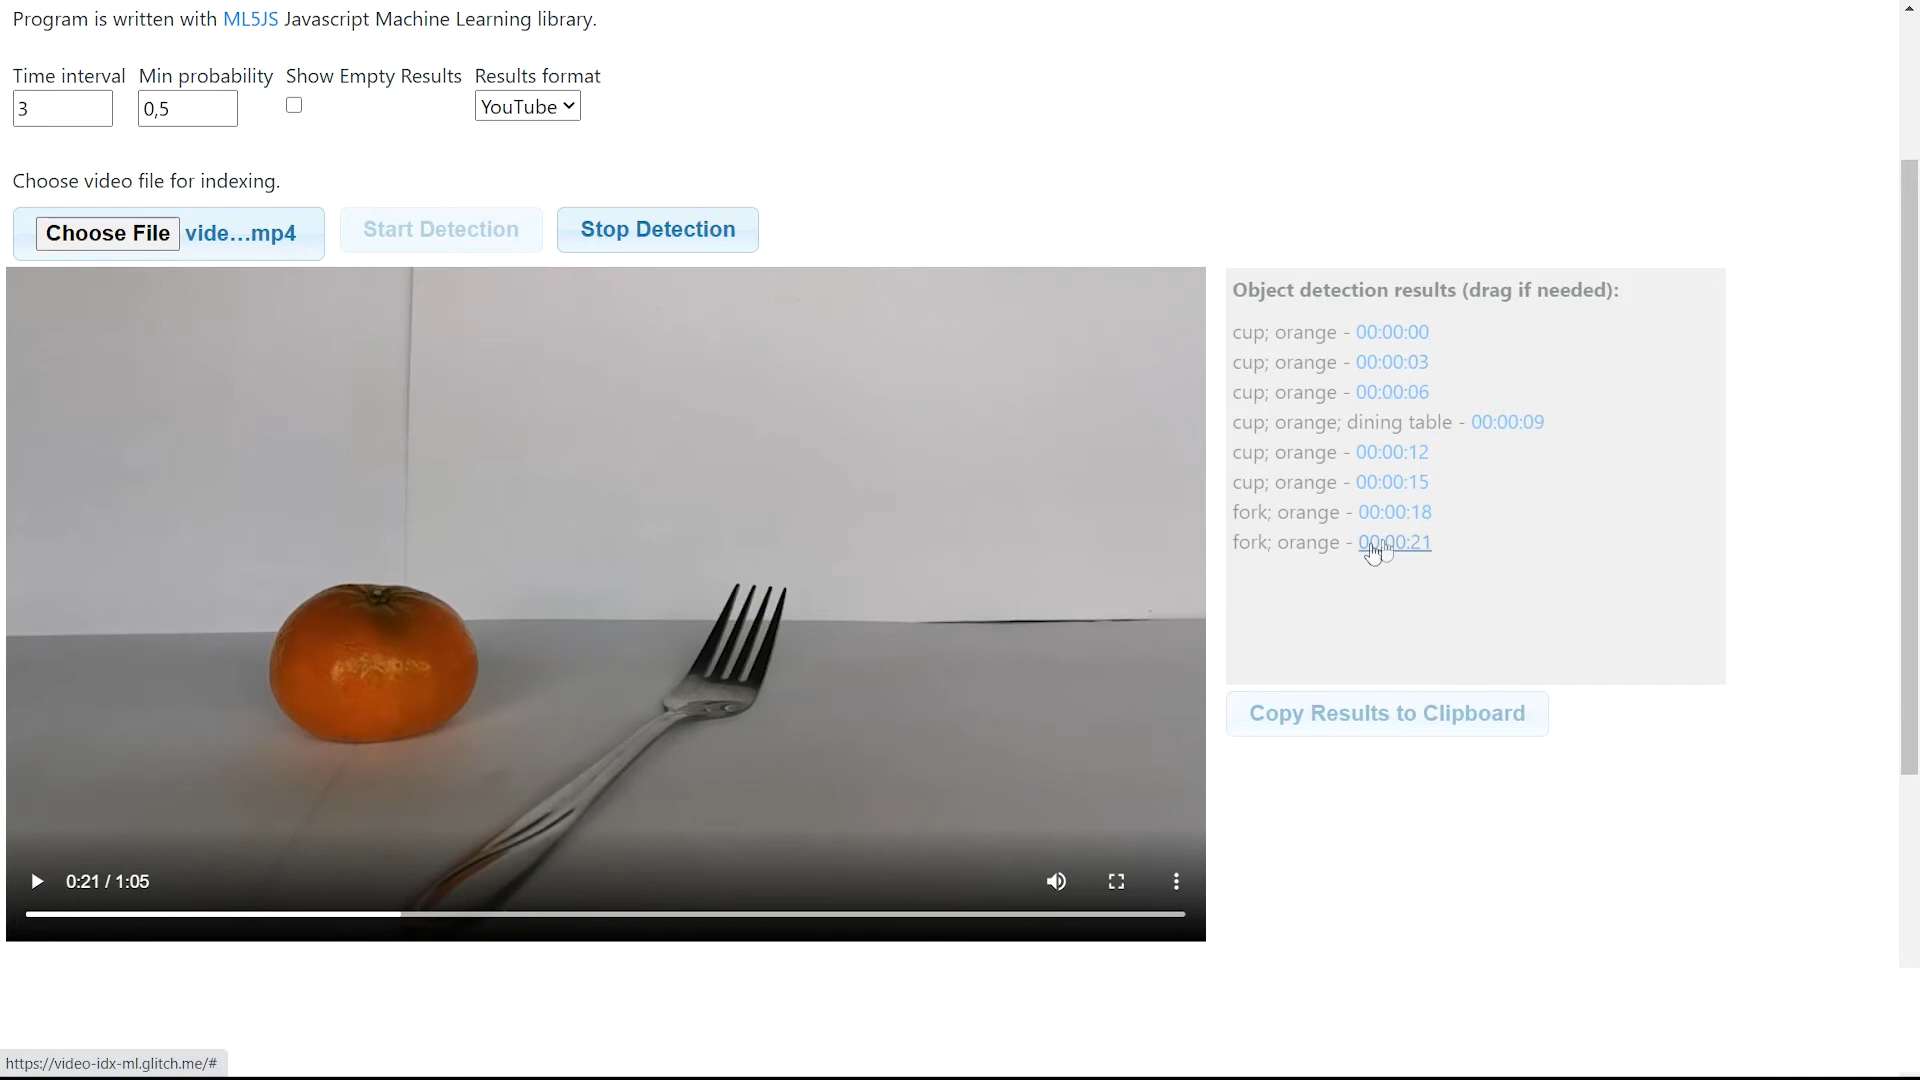 Program is written with ML5JS Javascript Machine Learning library.
Time interval Min probability Show Empty Results Results format
3 0,5 YouTube
Choose video file for indexing.
Choose File vide...mp4 Start Detection Stop Detection
Object detection results (drag if needed):
cup; orange - 00:00:00
cup; orange - 00:00:03
cup; orange - 00:00:06
cup; orange; dining table - 00:00:09
cup; orange - 00:00:12
cup; orange - 00:00:15
fork; orange - 00:00:18
fork; orange - 00:00:21
Copy Results to Clipboard
0:21 / 1:05
https://video-idx-ml.glitch.me/#